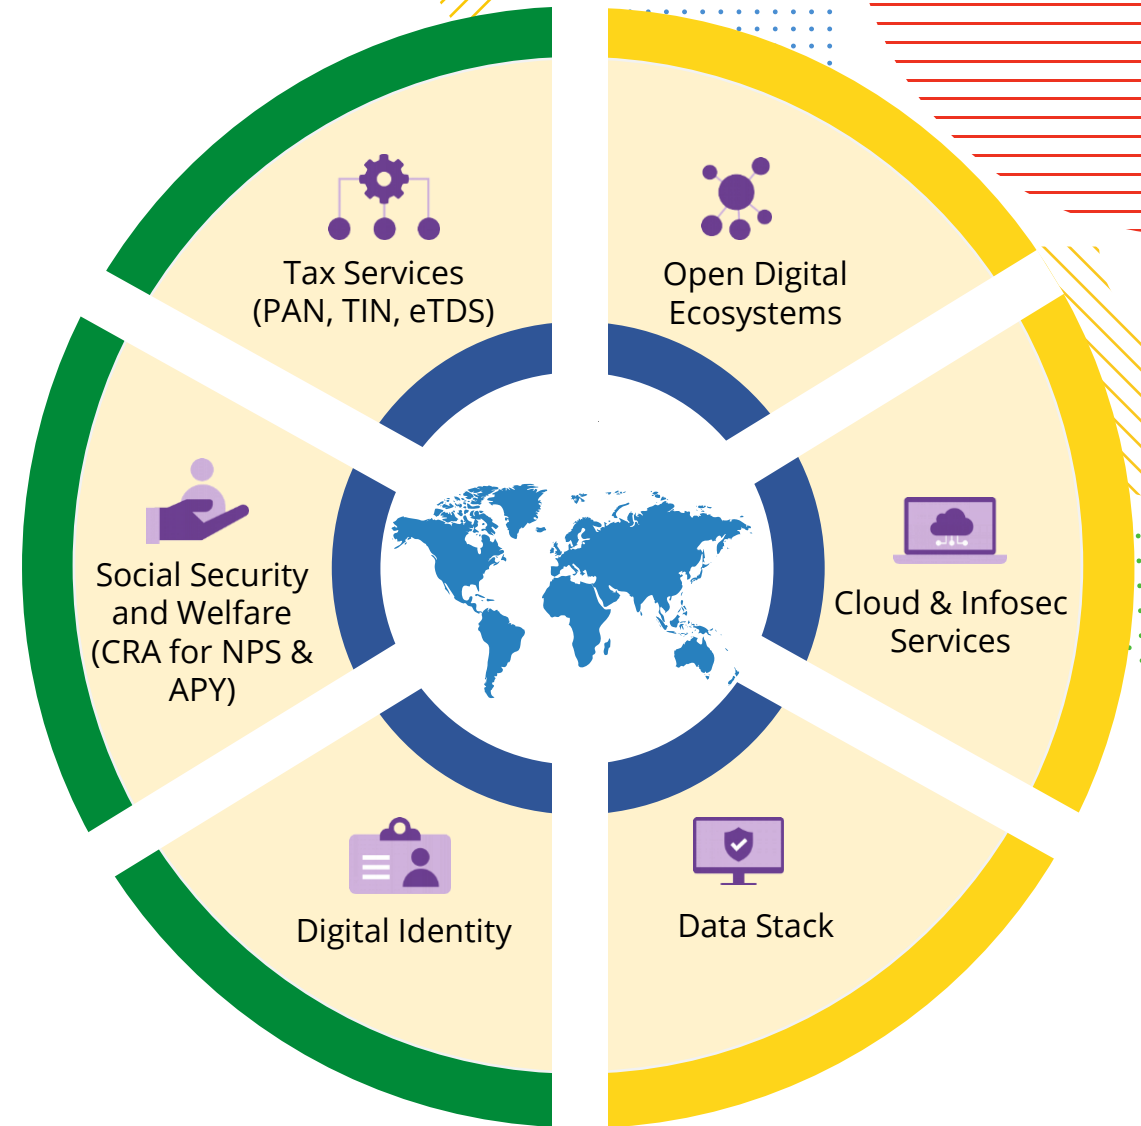 Tax Services
(PAN, TIN, eTDS)
Open Digital
Ecosystems
Social Security
and Welfare
(CRA for NPS &
APY)
Cloud & Infosec
Services
Digital Identity
Data Stack